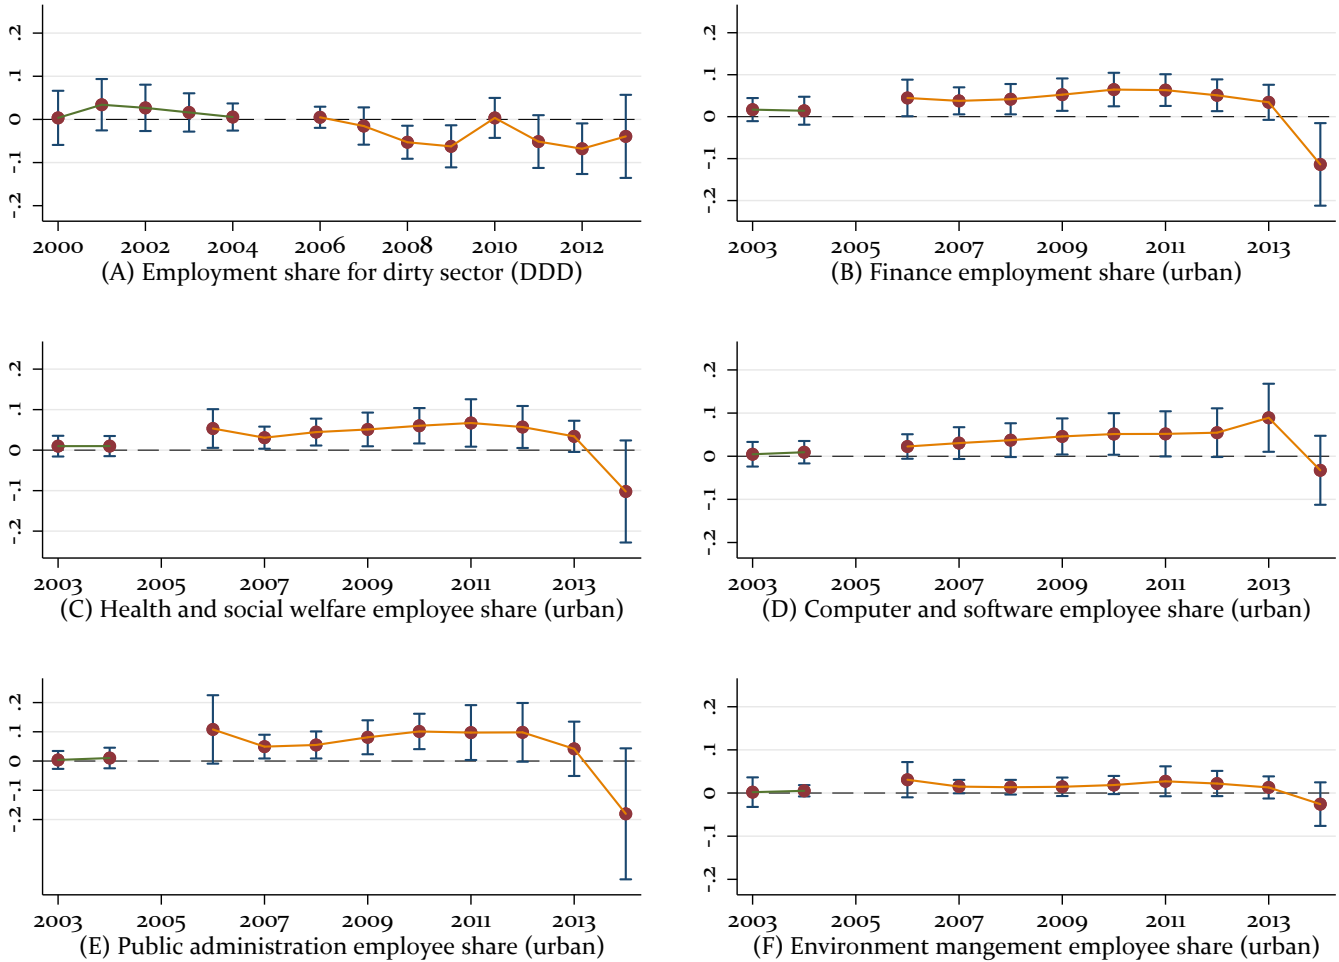 .2
.1
0
-.1
-.2
2000 2002 2004 2006 2008 2010 2012
(A) Employment share for dirty sector (DDD)
.2
.1
0
-.1
-.2
2003 2005 2007 2009 2011 2013
(B) Finance employment share (urban)
.2
.1
0
-.1
-.2
2003 2005 2007 2009 2011 2013
(C) Health and social welfare employee share (urban)
.2
.1
0
-.1
-.2
2003 2005 2007 2009 2011 2013
(D) Computer and software employee share (urban)
.2
.1
0
-.1
-.2
2003 2005 2007 2009 2011 2013
(E) Public administration employee share (urban)
.2
.1
0
-.1
-.2
2003 2005 2007 2009 2011 2013
(F) Environment mangement employee share (urban)